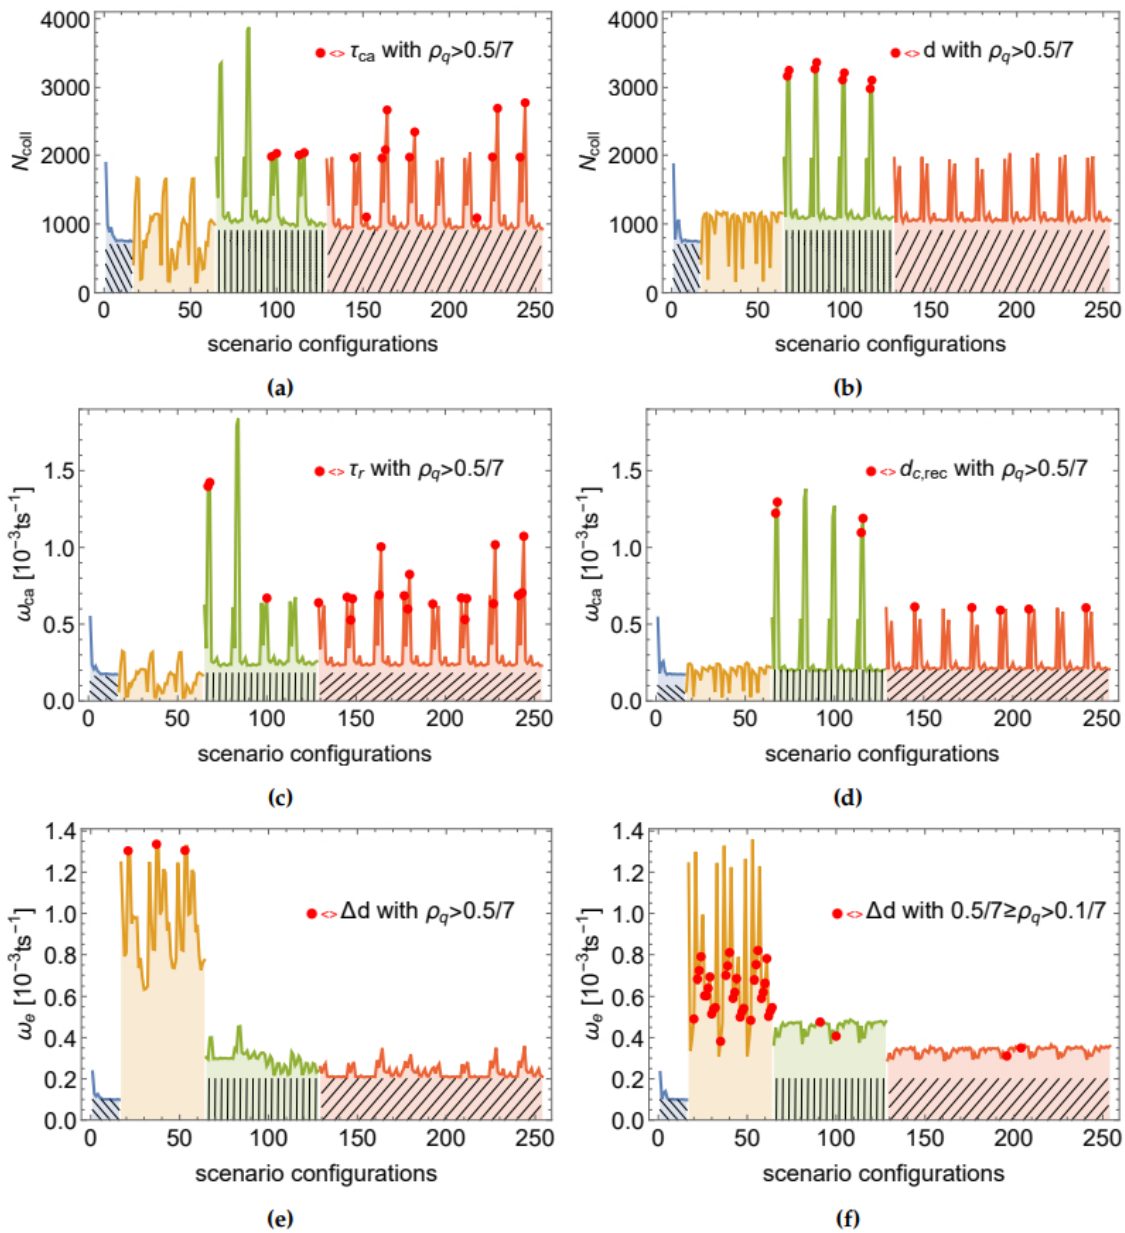 4000
3000
2000
1000
0
N_coll
● <> τ_ca with ρ_q>0.5/7
0 50 100 150 200 250
scenario configurations
(a)
4000
3000
2000
1000
0
N_coll
● <> d with ρ_q>0.5/7
0 50 100 150 200 250
scenario configurations
(b)
1.5
1.0
0.5
0.0
ω_ca [10⁻³ts⁻¹]
● <> τ_r with ρ_q>0.5/7
0 50 100 150 200 250
scenario configurations
(c)
1.5
1.0
0.5
0.0
ω_ca [10⁻³ts⁻¹]
● <> d_c,rec with ρ_q>0.5/7
0 50 100 150 200 250
scenario configurations
(d)
1.4
1.2
1.0
0.8
0.6
0.4
0.2
0.0
ω_e [10⁻³ts⁻¹]
● <> Δd with ρ_q>0.5/7
0 50 100 150 200 250
scenario configurations
(e)
1.4
1.2
1.0
0.8
0.6
0.4
0.2
0.0
ω_e [10⁻³ts⁻¹]
● <> Δd with 0.5/7≥ρ_q>0.1/7
0 50 100 150 200 250
scenario configurations
(f)